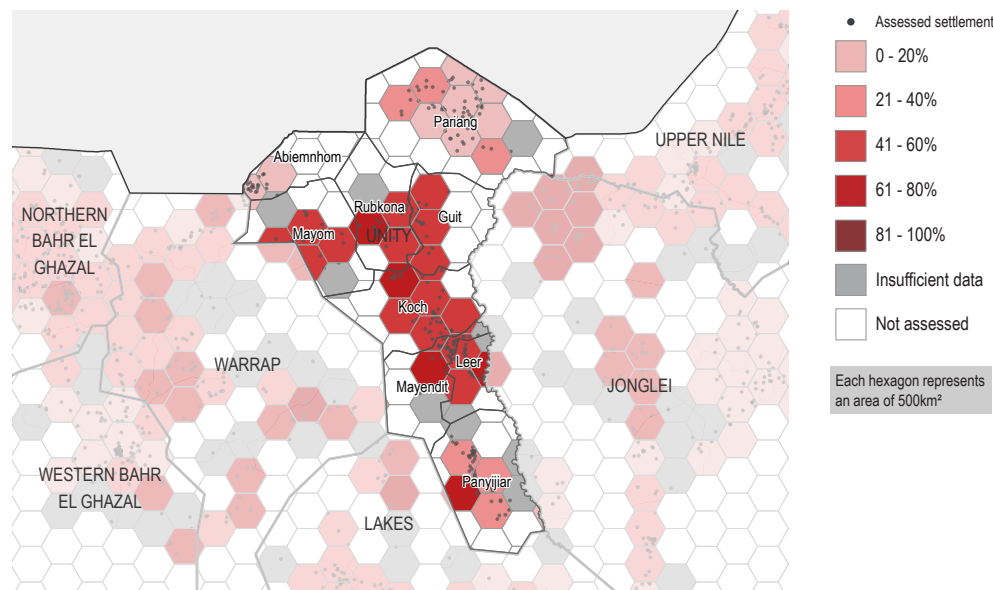 Assessed settlement
0 - 20%
21 - 40%
41 - 60%
61 - 80%
81 - 100%
Insufficient data
Not assessed
Each hexagon represents
an area of 500km²
Pariang
UPPER NILE
Abiemnhom
NORTHERN
BAHR EL
GHAZAL
Rubkona
Guit
Mayom
UNITY
Koch
WARRAP
Leer
Mayendit
JONGLEI
WESTERN BAHR
EL GHAZAL
Panyijiar
LAKES